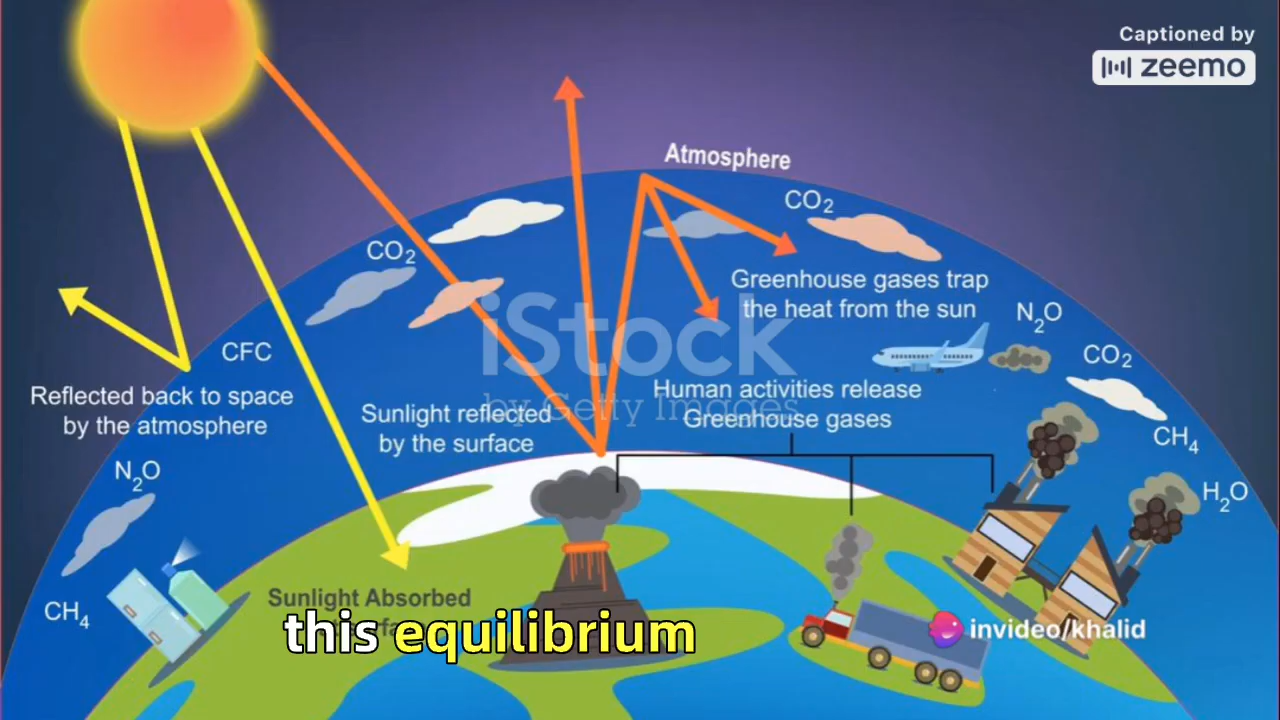 Captioned by
zeemo
Atmosphere
CO2
CO2
Greenhouse gases trap
the heat from the sun
N2O
CFC
CO2
iStock
by Getty Images
Reflected back to space
by the atmosphere
Sunlight reflected
by the surface
Human activities release
Greenhouse gases
CH4
N2O
H2O
Sunlight Absorbed
CH4
this equilibrium
invideo/khalid